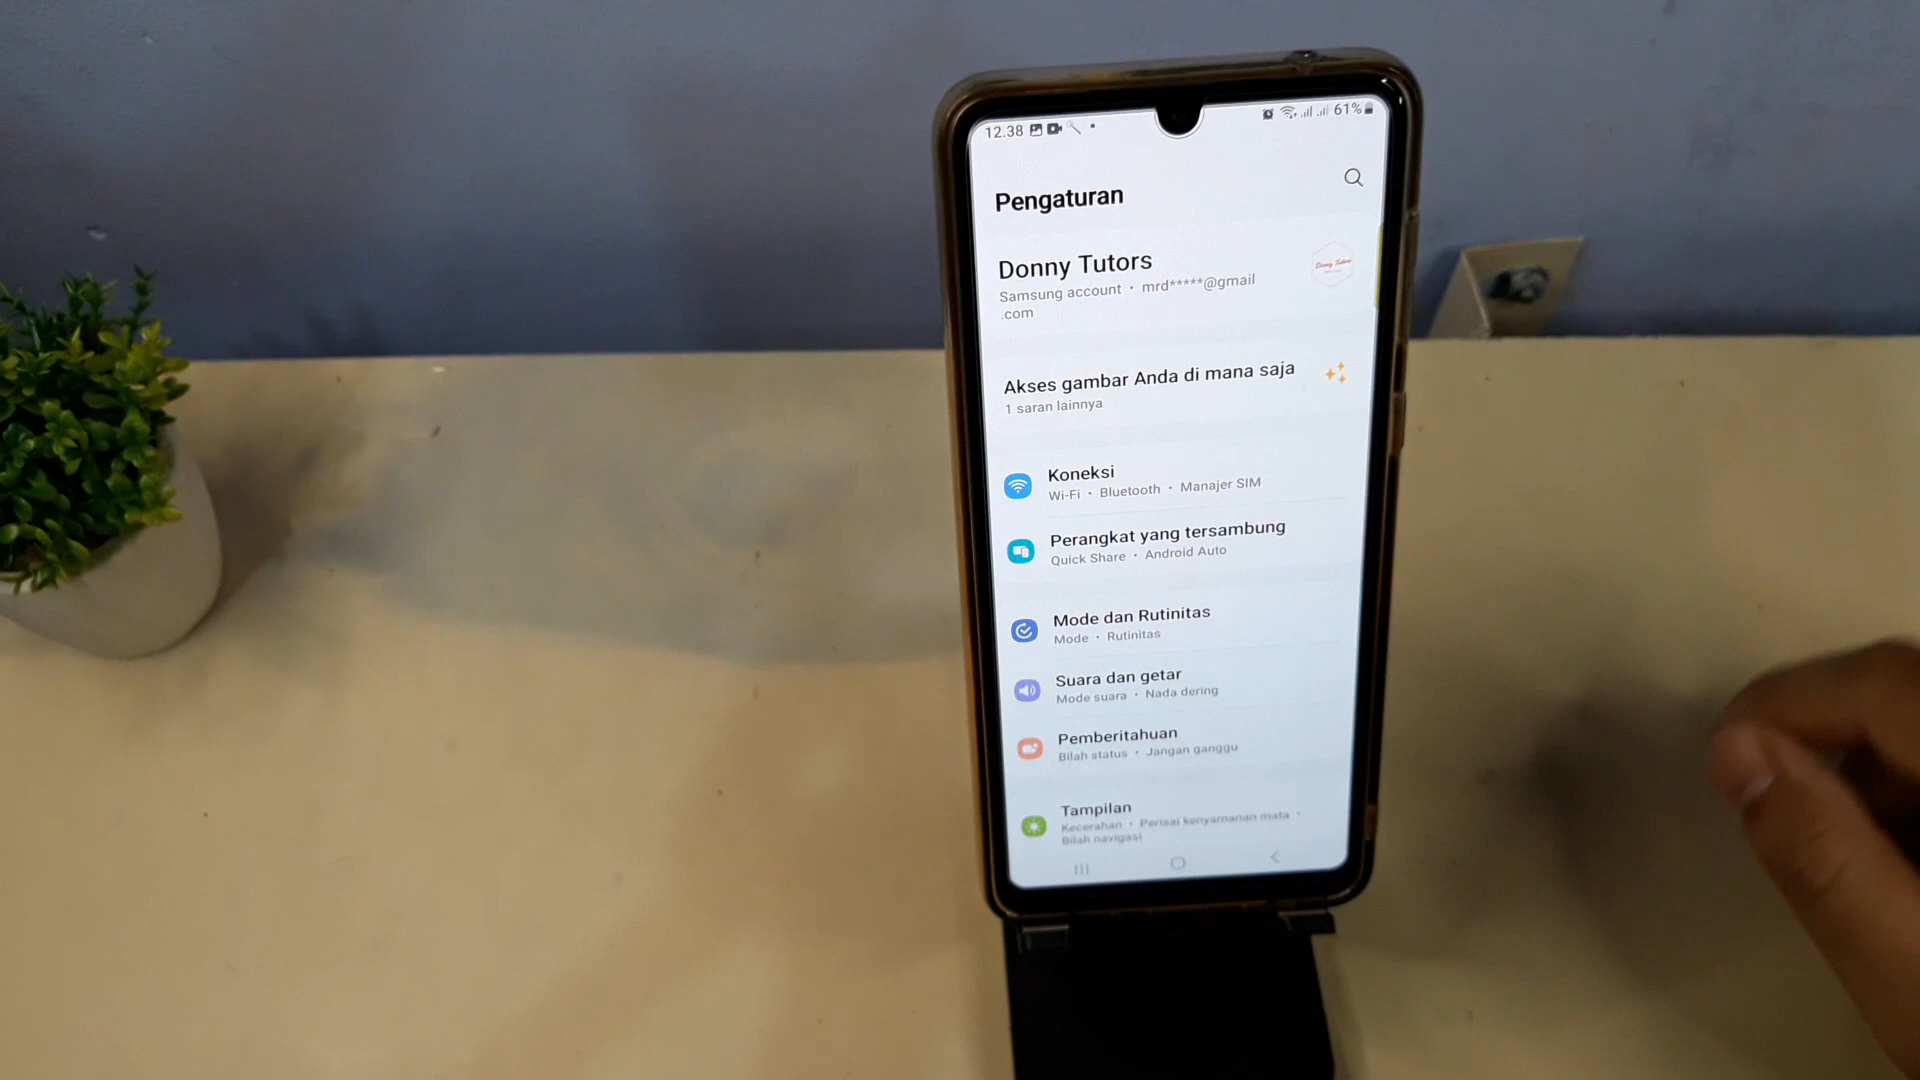 12.38
61%
Pengaturan
Donny Tutors
Samsung account • mrd*****@gmail
.com
Donny Tutors
Akses gambar Anda di mana saja
1 saran lainnya
Koneksi
Wi-Fi • Bluetooth • Manajer SIM
Perangkat yang tersambung
Quick Share • Android Auto
Mode dan Rutinitas
Mode • Rutinitas
Suara dan getar
Mode suara • Nada dering
Pemberitahuan
Bilah status • Jangan ganggu
Tampilan
Kecerahan • Perisai kenyamanan mata •
Bilah navigasi